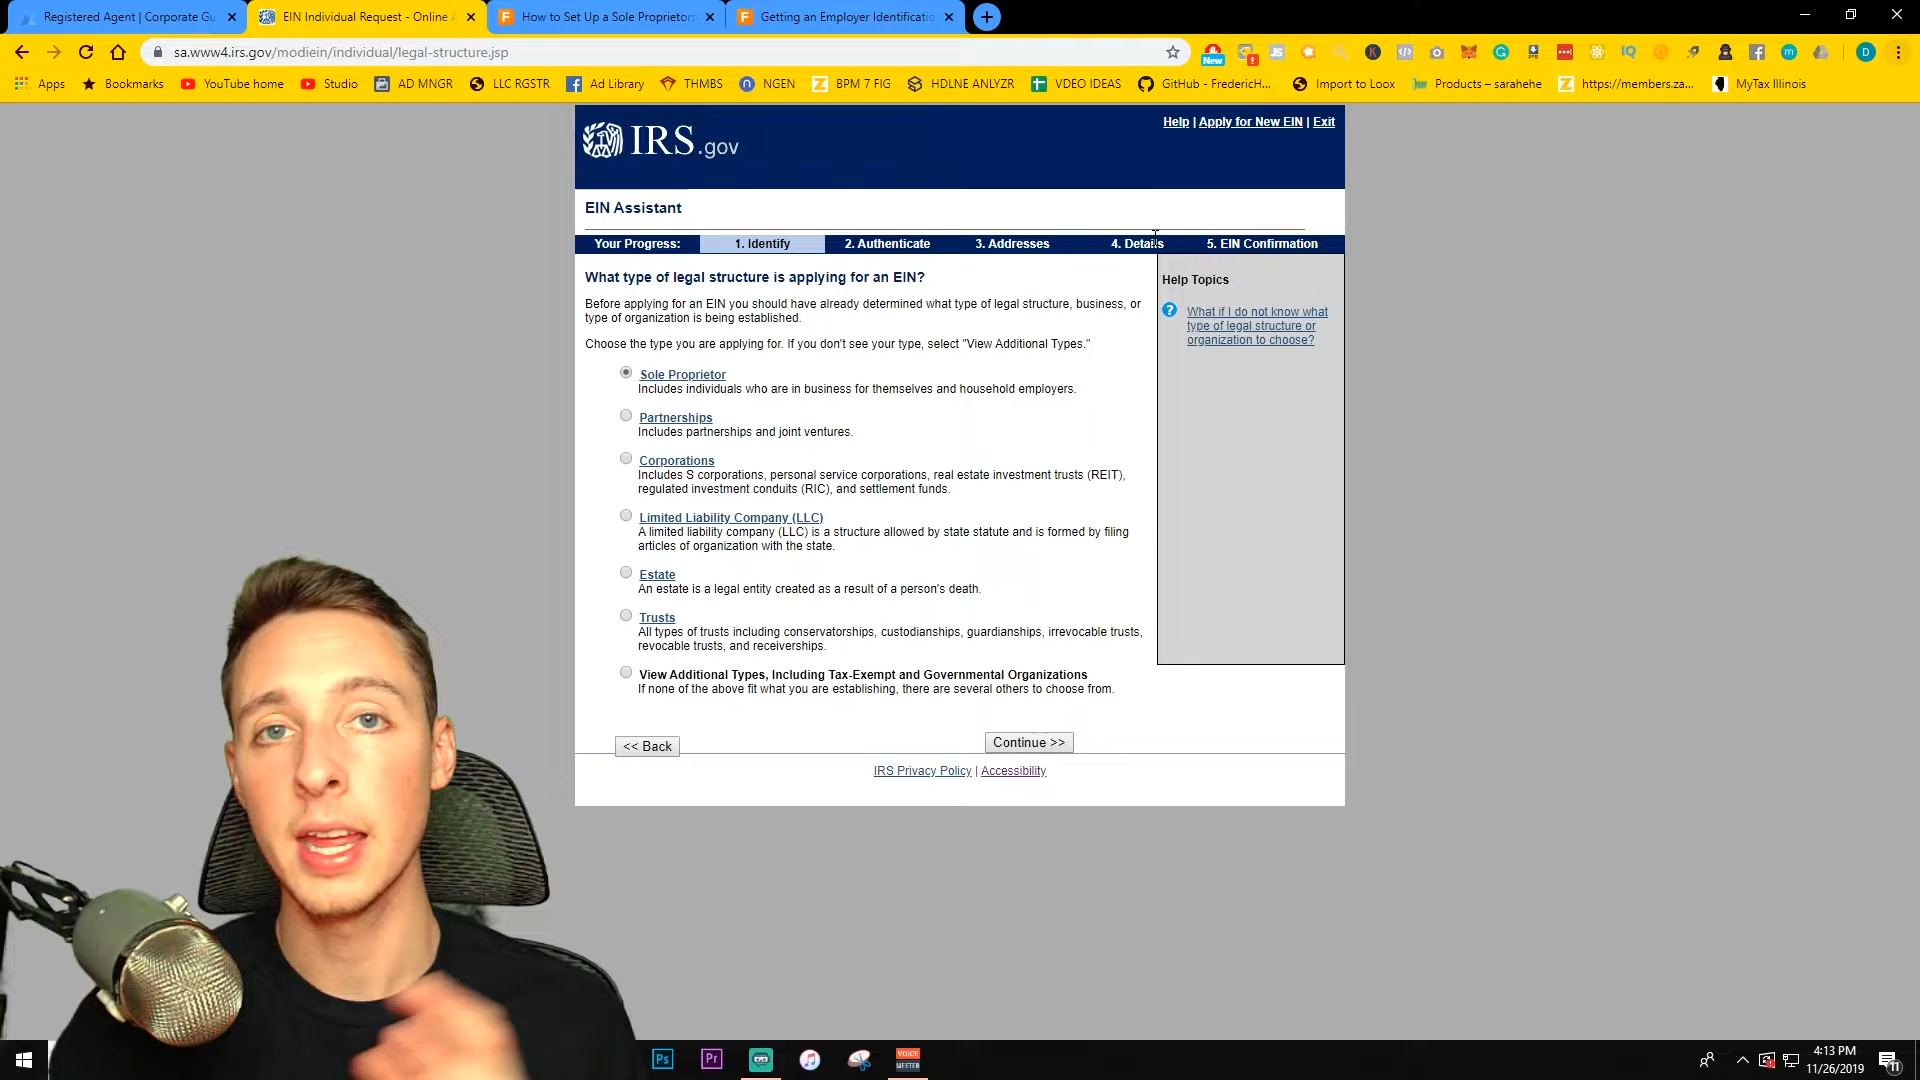 Registered Agent | Corporate Gu
EIN Individual Request - Online A
How to Set Up a Sole Proprietors
Getting an Employer Identificatio
sa.www4.irs.gov/modiein/individual/legal-structure.jsp
New
JS
IQ
D
Apps
Bookmarks
YouTube home
Studio
AD MNGR
LLC RGSTR
Ad Library
THMBS
NGEN
BPM 7 FIG
HDLNE ANLYZR
VDEO IDEAS
GitHub - FredericH...
Import to Loox
Products – sarahehe
https://members.za...
MyTax Illinois
IRS.gov
Help | Apply for New EIN | Exit
EIN Assistant
Your Progress: 1. Identify 2. Authenticate 3. Addresses 4. Details 5. EIN Confirmation
What type of legal structure is applying for an EIN?
Before applying for an EIN you should have already determined what type of legal structure, business, or
type of organization is being established.
Choose the type you are applying for. If you don't see your type, select "View Additional Types."
Sole Proprietor
Includes individuals who are in business for themselves and household employers.
Partnerships
Includes partnerships and joint ventures.
Corporations
Includes S corporations, personal service corporations, real estate investment trusts (REIT),
regulated investment conduits (RIC), and settlement funds.
Limited Liability Company (LLC)
A limited liability company (LLC) is a structure allowed by state statute and is formed by filing
articles of organization with the state.
Estate
An estate is a legal entity created as a result of a person's death.
Trusts
All types of trusts including conservatorships, custodianships, guardianships, irrevocable trusts,
revocable trusts, and receiverships.
View Additional Types, Including Tax-Exempt and Governmental Organizations
If none of the above fit what you are establishing, there are several others to choose from.
Help Topics
What if I do not know what
type of legal structure or
organization to choose?
<< Back
Continue >>
IRS Privacy Policy | Accessibility
Ps
Pr
VOICE
MEETER
4:13 PM
11/26/2019
11